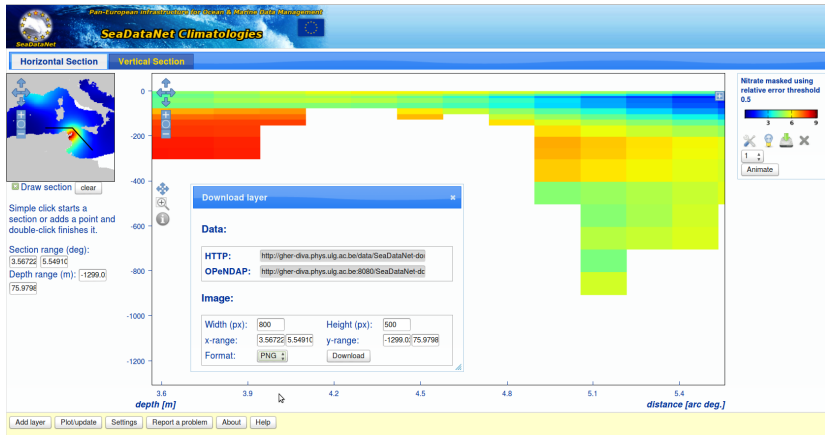 Pan-European infrastructure for Ocean & Marine Data Management
SeaDataNet Climatologies
SeaDataNet
Horizontal Section
Vertical Section
Draw section clear
Simple click starts a
section or adds a point and
double-click finishes it.
Section range (deg):
3.56722 5.5491
Depth range (m): -1299.0
75.9798
0
-200
-400
-600
-800
-1000
-1200
3.6 3.9 4.2 4.5 4.8 5.1 5.4
depth [m]
distance [arc deg.]
Download layer
Data:
HTTP: http://gher-diva.phys.ulg.ac.be/data/SeaDataNet-do
OPeNDAP: http://gher-diva.phys.ulg.ac.be:8080/SeaDataNet-dc
Image:
Width (px): 800 Height (px): 500
x-range: 3.56722 5.5491 y-range: -1299.0 75.9798
Format: PNG Download
Nitrate masked using
relative error threshold
0.5
3 6 9
1
Animate
Add layer Plot/update Settings Report a problem About Help